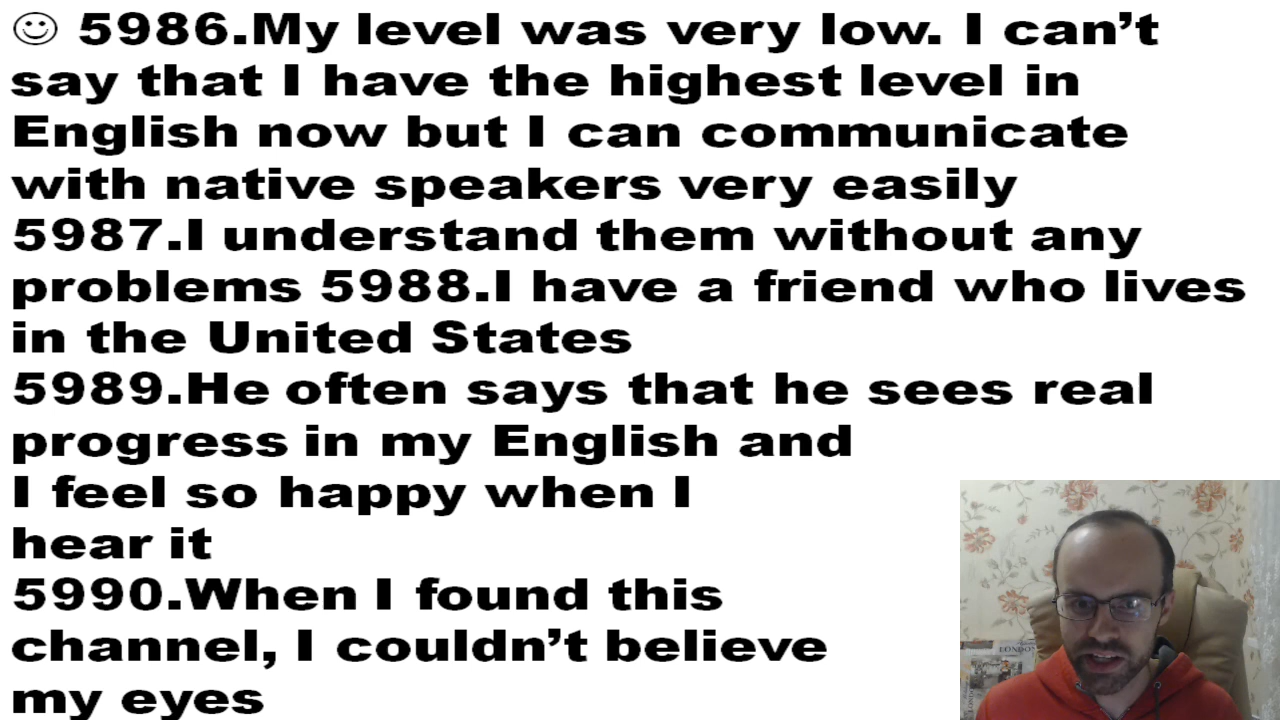 ☺ 5986.My level was very low. I can’t
say that I have the highest level in
English now but I can communicate
with native speakers very easily
5987.I understand them without any
problems 5988.I have a friend who lives
in the United States
5989.He often says that he sees real
progress in my English and
I feel so happy when I
hear it
5990.When I found this
channel, I couldn’t believe
my eyes
LONDON